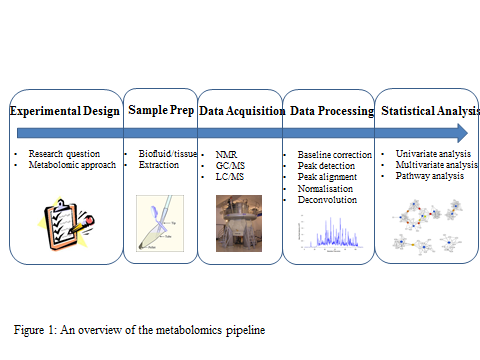 Experimental Design
Sample Prep
Data Acquisition
Data Processing
Statistical Analysis
• Research question
• Metabolomic approach
• Biofluid/tissue
• Extraction
• NMR
• GC/MS
• LC/MS
• Baseline correction
• Peak detection
• Peak alignment
• Normalisation
• Deconvolution
• Univariate analysis
• Multivariate analysis
• Pathway analysis
Figure 1: An overview of the metabolomics pipeline